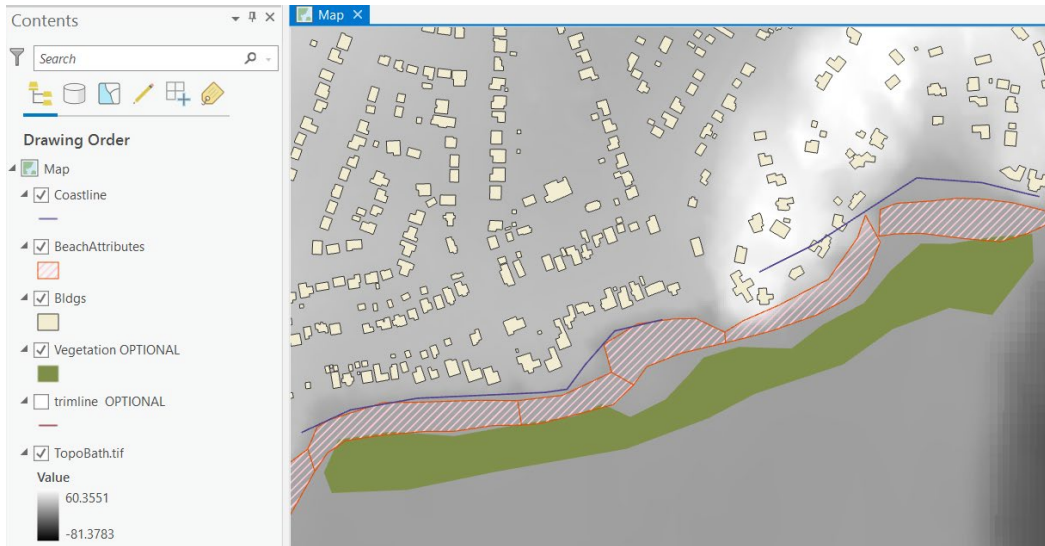 Contents
Map
Search
Drawing Order
Map
Coastline
BeachAttributes
Bldgs
Vegetation OPTIONAL
trimline OPTIONAL
TopoBath.tif
Value
60.3551
-81.3783